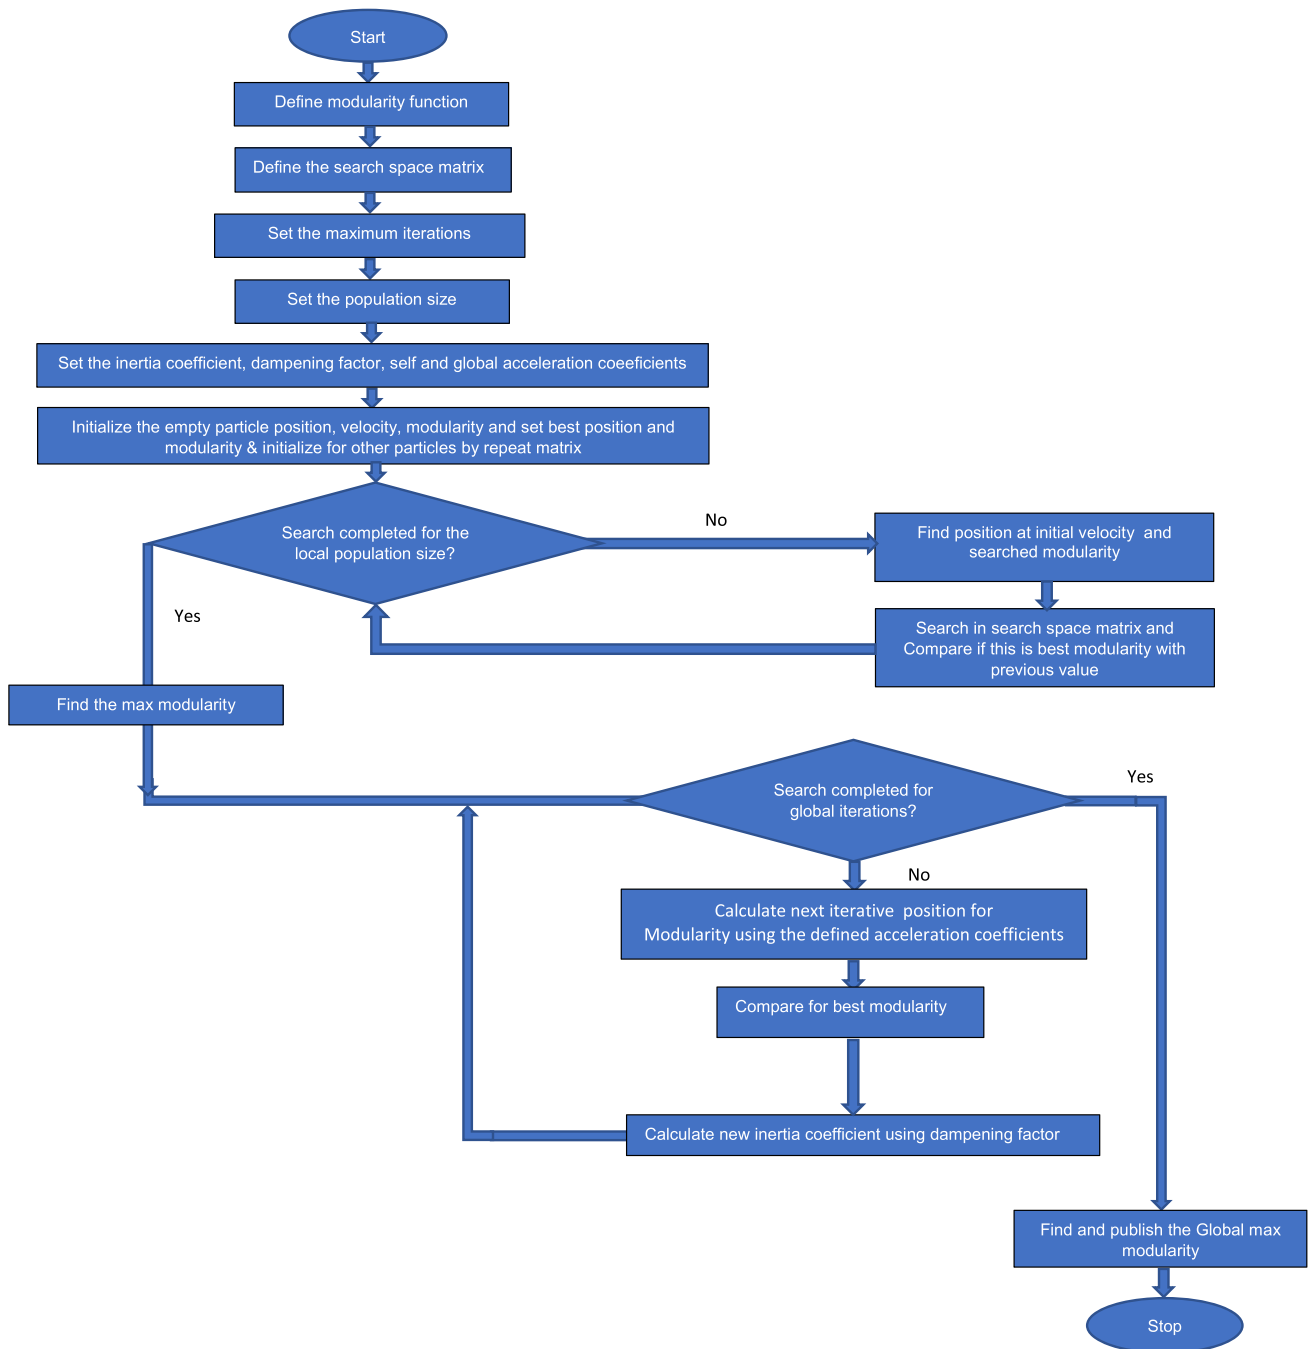 Start
Define modularity function
Define the search space matrix
Set the maximum iterations
Set the population size
Set the inertia coefficient, dampening factor, self and global acceleration coeeficients
Initialize the empty particle position, velocity, modularity and set best position and
modularity & initialize for other particles by repeat matrix
Search completed for the
local population size?
No
Find position at initial velocity and
searched modularity
Yes
Search in search space matrix and
Compare if this is best modularity with
previous value
Find the max modularity
Search completed for
global iterations?
Yes
No
Calculate next iterative position for
Modularity using the defined acceleration coefficients
Compare for best modularity
Calculate new inertia coefficient using dampening factor
Find and publish the Global max
modularity
Stop